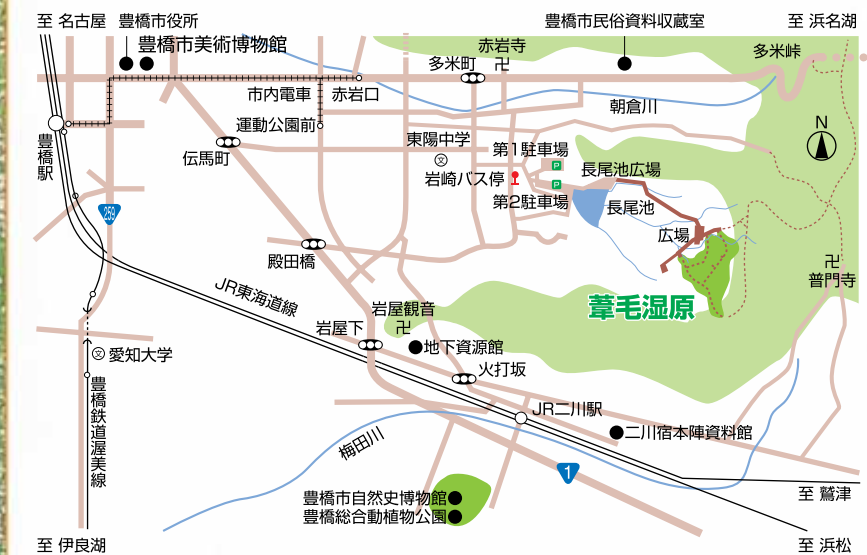 至 名古屋
豊橋市役所
豊橋市美術博物館
豊橋市民俗資料収蔵室
至 浜名湖
赤岩寺
卍
多米町
多米峠
市内電車
赤岩口
朝倉川
運動公園前
豊橋駅
伝馬町
東陽中学
文
第1駐車場
P
岩崎バス停
P
第2駐車場
長尾池広場
長尾池
広場
N
259
殿田橋
卍
普門寺
JR東海道線
葦毛湿原
岩屋観音
卍
岩屋下
地下資源館
火打坂
文 愛知大学
豊橋鉄道渥美線
JR二川駅
二川宿本陣資料館
梅田川
1
豊橋市自然史博物館
豊橋総合動植物公園
至 鷲津
至 伊良湖
至 浜松